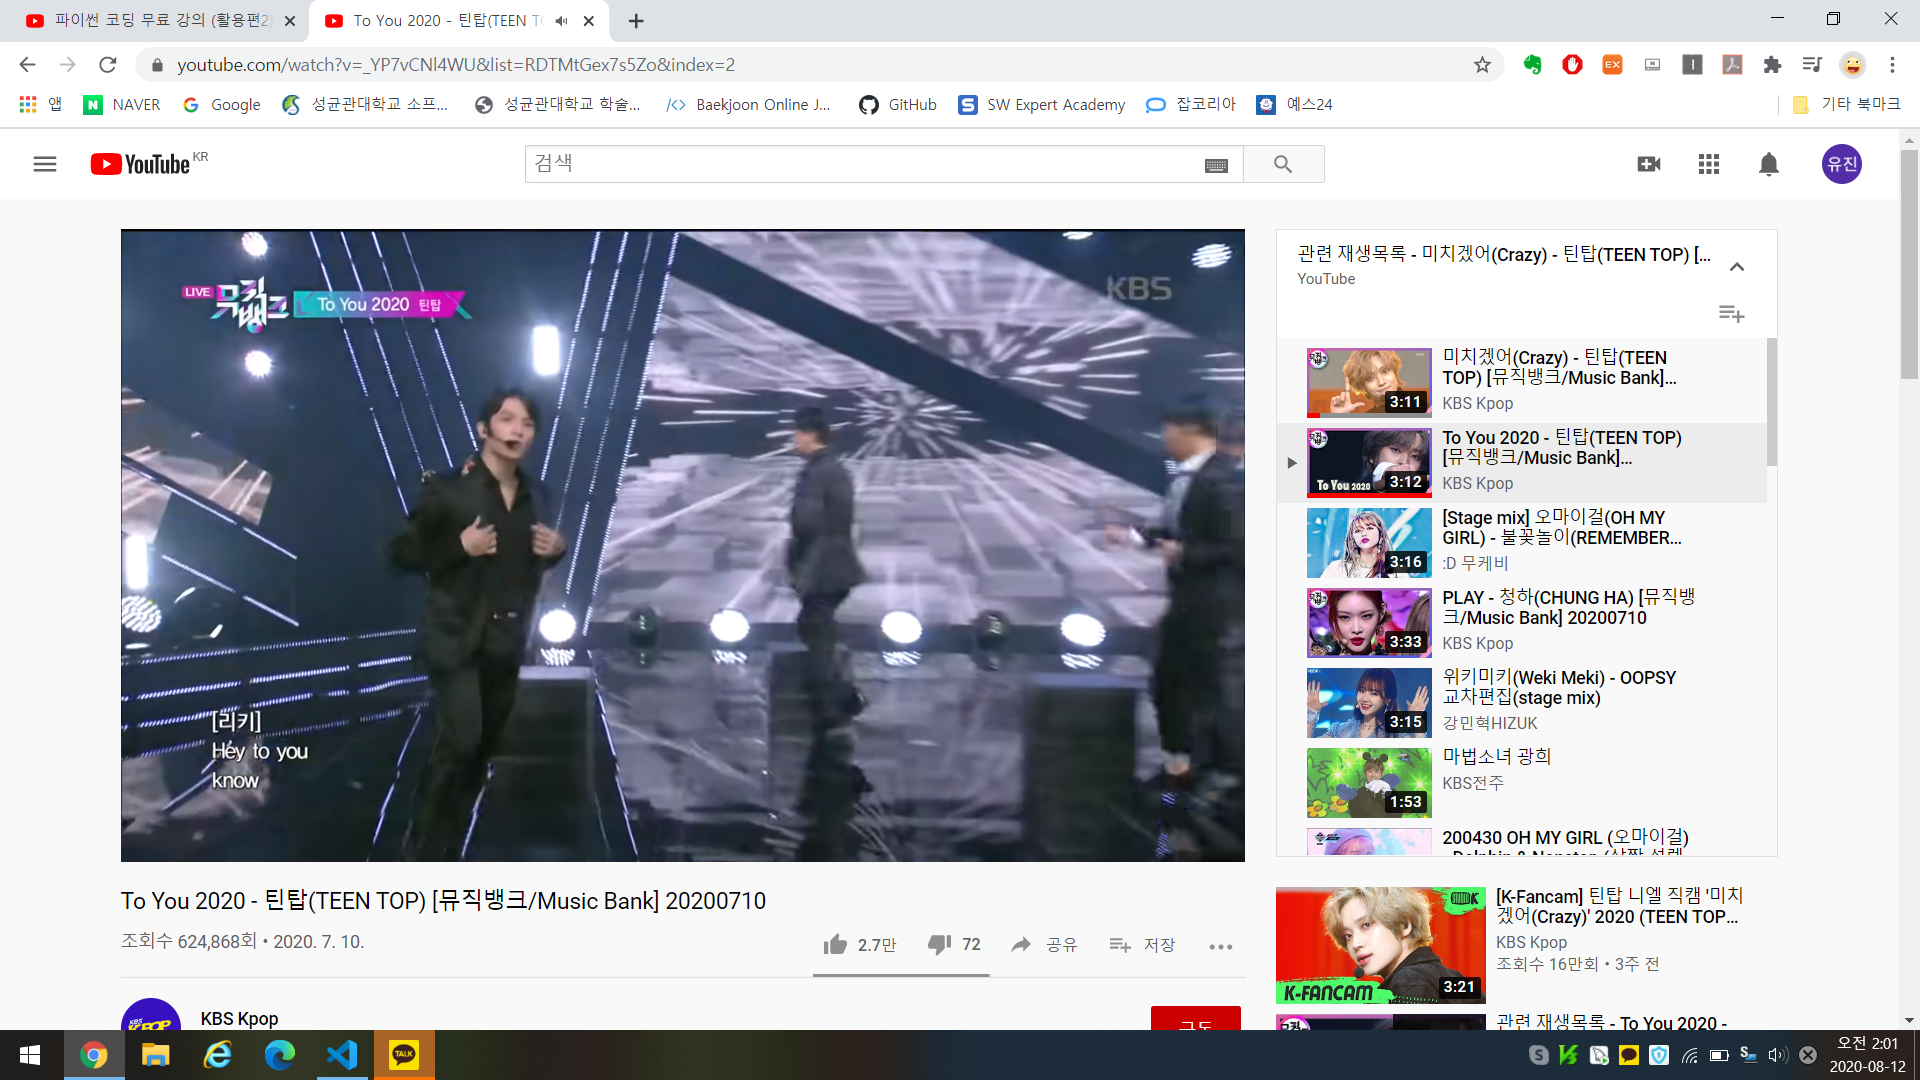 파이썬 코딩 무료 강의 (활용편2)
To You 2020 - 틴탑(TEEN TO
youtube.com/watch?v=_YP7vCNl4WU&list=RDTMtGex7s5Zo&index=2
앱
NAVER
Google
성균관대학교 소프...
성균관대학교 학술...
Baekjoon Online J...
GitHub
SW Expert Academy
잡코리아
예스24
기타 북마크
YouTube KR
검색
유진
LIVE 뮤직뱅크
To You 2020 틴탑
KBS
[리키]
Hey to you
know
To You 2020 - 틴탑(TEEN TOP) [뮤직뱅크/Music Bank] 20200710
조회수 624,868회 • 2020. 7. 10.
2.7만
72
공유
저장
KBS Kpop
구독
관련 재생목록 - 미치겠어(Crazy) - 틴탑(TEEN TOP) [...
YouTube
미치겠어(Crazy) - 틴탑(TEEN
TOP) [뮤직뱅크/Music Bank]...
KBS Kpop
3:11
To You 2020 - 틴탑(TEEN TOP)
[뮤직뱅크/Music Bank]...
KBS Kpop
To You 2020
3:12
[Stage mix] 오마이걸(OH MY
GIRL) - 불꽃놀이(REMEMBER...
:D 무케비
3:16
PLAY - 청하(CHUNG HA) [뮤직뱅
크/Music Bank] 20200710
KBS Kpop
3:33
위키미키(Weki Meki) - OOPSY
교차편집(stage mix)
강민혁HIZUK
3:15
마법소녀 광희
KBS전주
1:53
200430 OH MY GIRL (오마이걸)
[K-Fancam] 틴탑 니엘 직캠 '미치
겠어(Crazy)' 2020 (TEEN TOP...
KBS Kpop
조회수 16만회 • 3주 전
K-FANCAM
3:21
관련 재생목록 - To You 2020 -
TALK
오전 2:01
2020-08-12